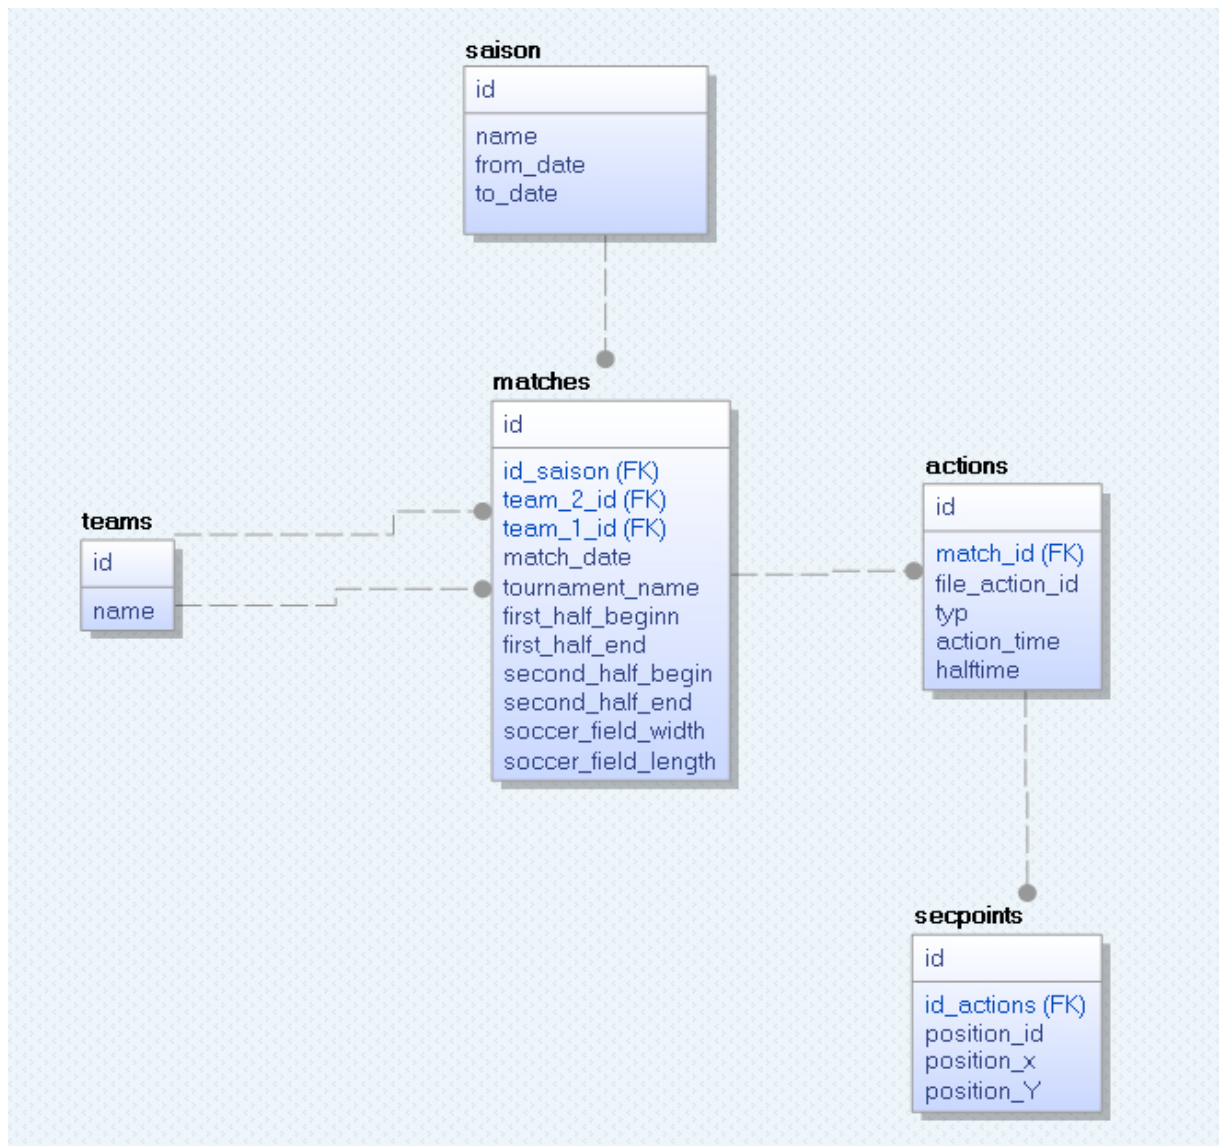 saison
id
name
from_date
to_date
matches
id
id_saison (FK)
team_2_id (FK)
team_1_id (FK)
match_date
tournament_name
first_half_beginn
first_half_end
second_half_begin
second_half_end
soccer_field_width
soccer_field_length
teams
id
name
actions
id
match_id (FK)
file_action_id
typ
action_time
halftime
secpoints
id
id_actions (FK)
position_id
position_x
position_Y